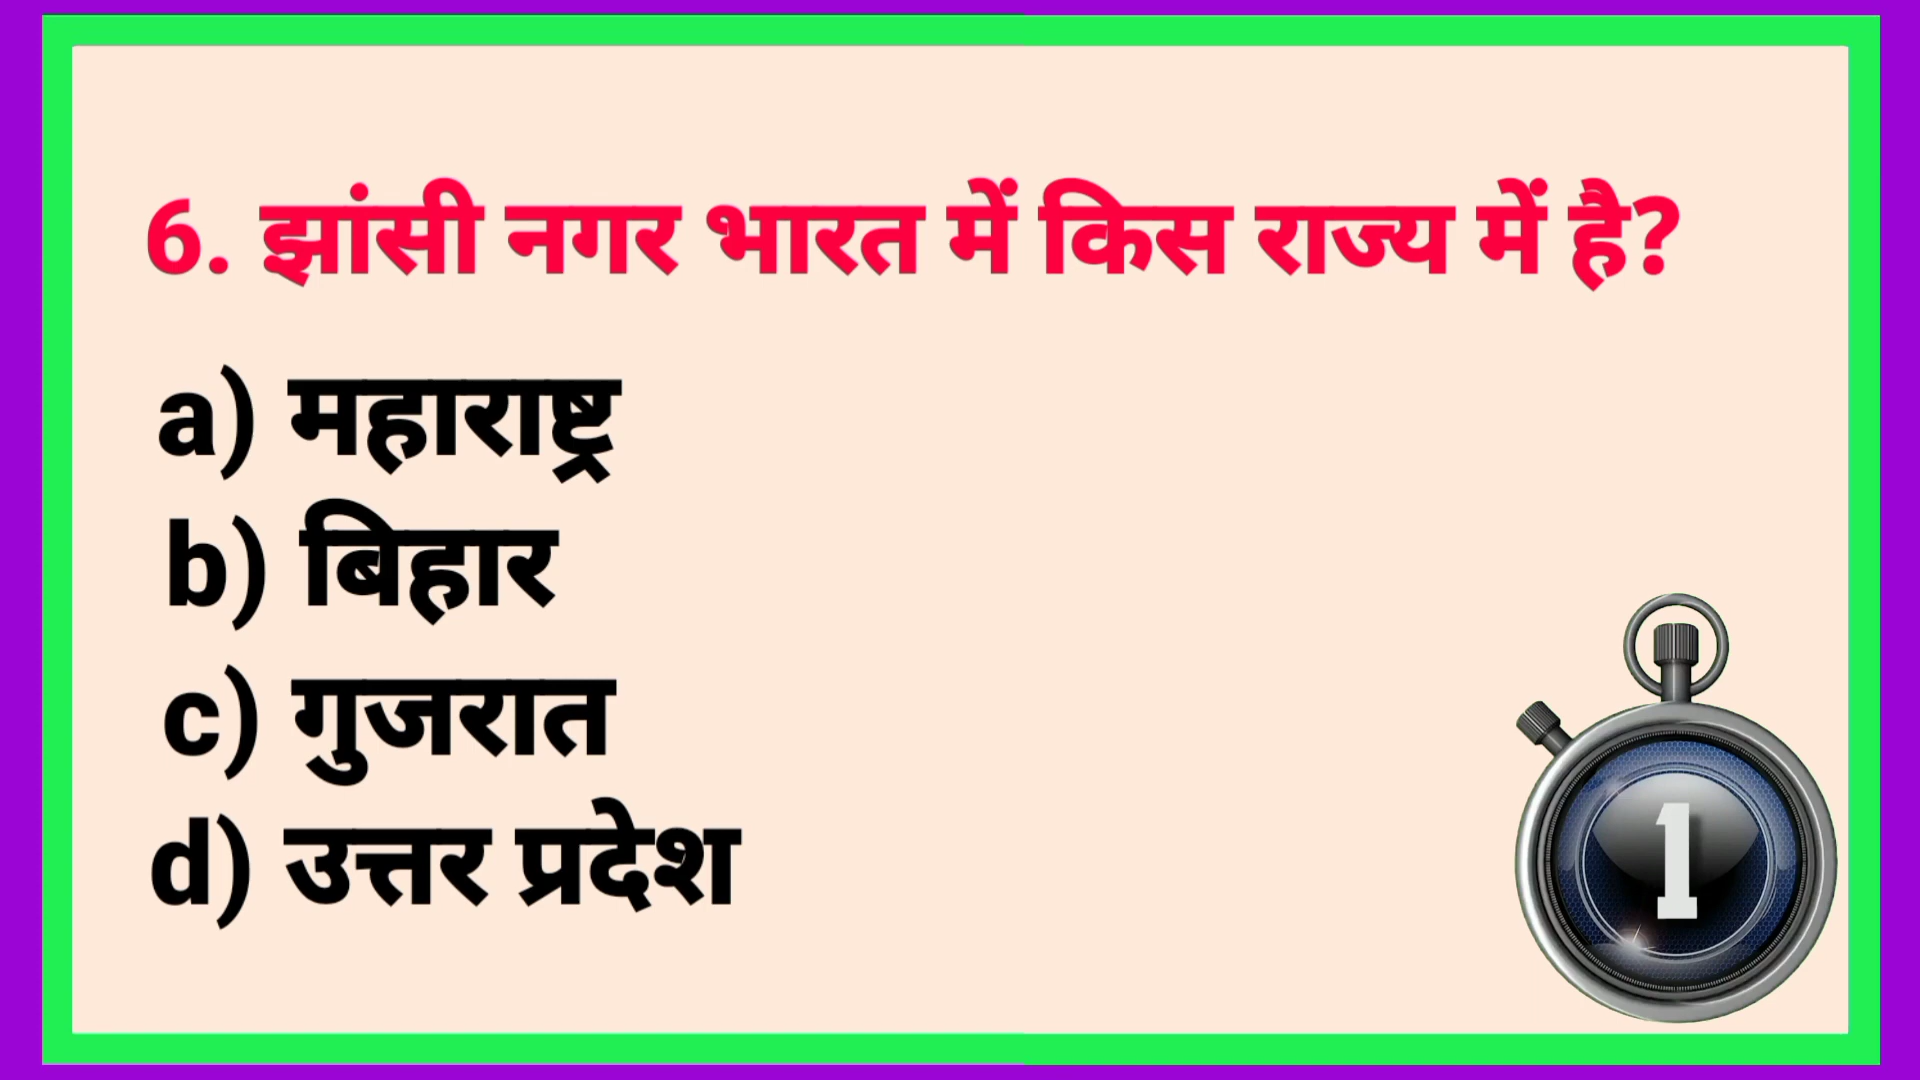 6. झांसी नगर भारत में किस राज्य में है?
a) महाराष्ट्र
b) बिहार
c) गुजरात
d) उत्तर प्रदेश
1